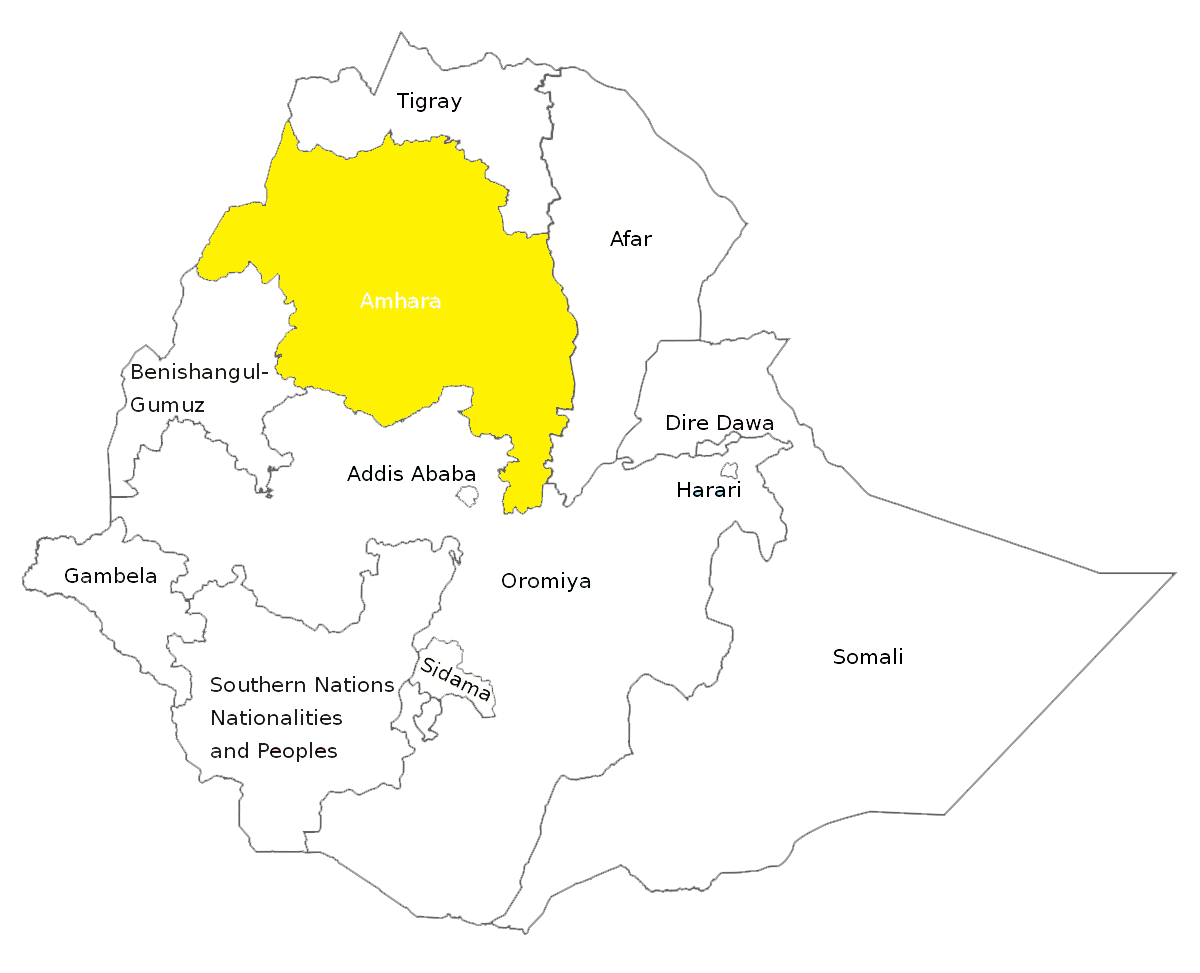 Tigray
Afar
Amhara
Benishangul-
Gumuz
Dire Dawa
Addis Ababa
Harari
Gambela
Oromiya
Somali
Sidama
Southern Nations
Nationalities
and Peoples